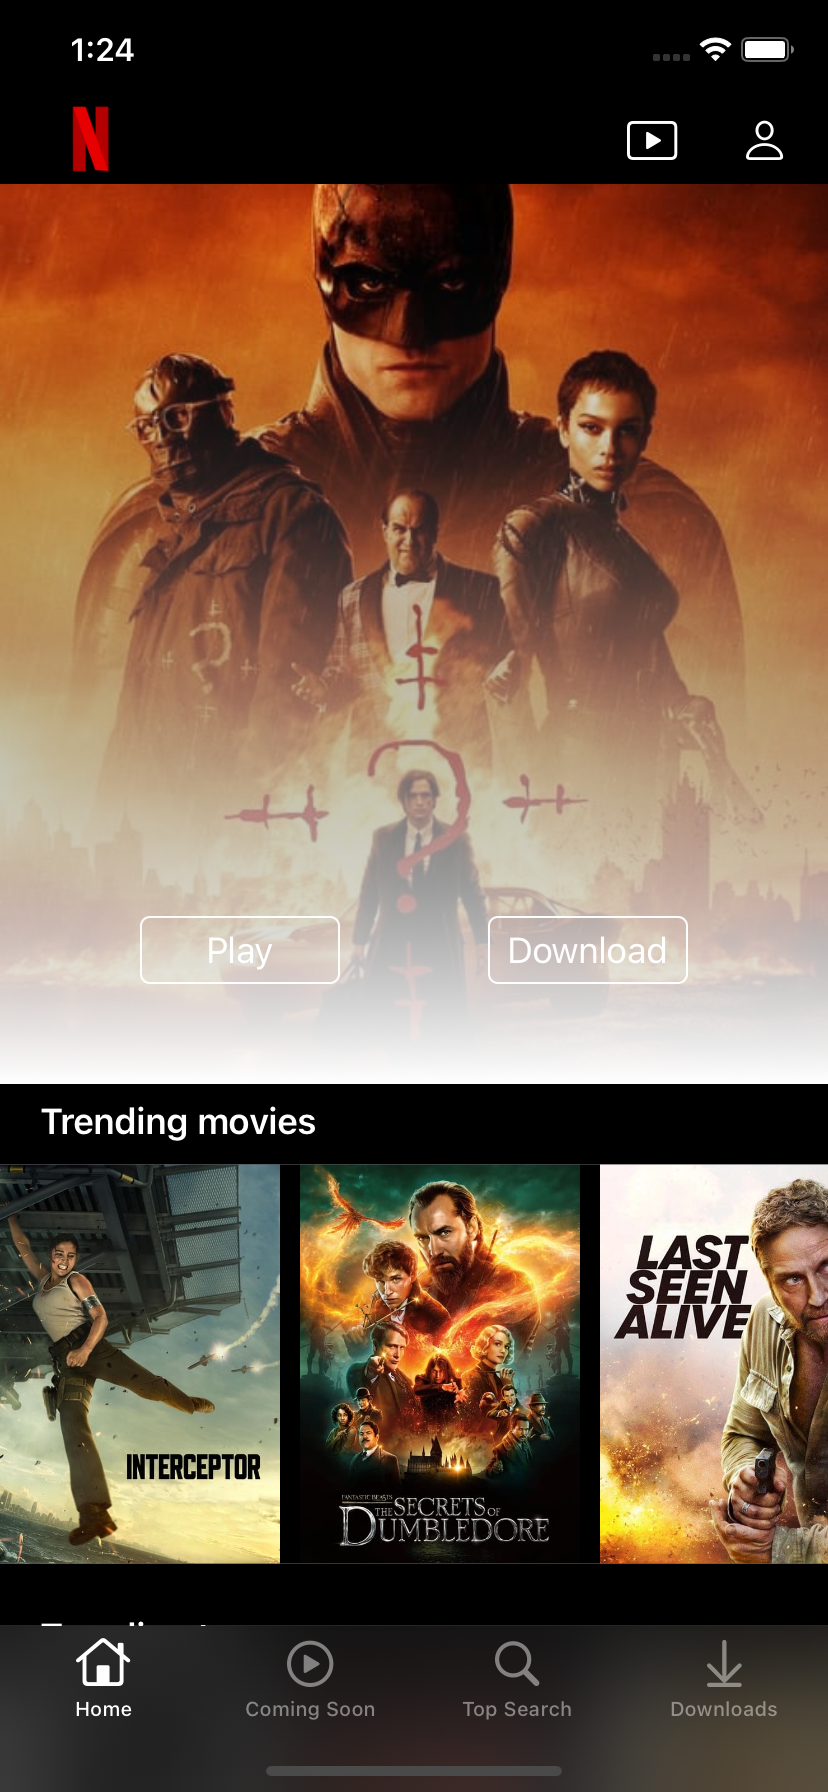 1:24
N
Play
Download
Trending movies
LAST
SEEN
ALIVE
INTERCEPTOR
FANTASTIC BEASTS
THE SECRETS OF
DUMBLEDORE
Home
Coming Soon
Top Search
Downloads